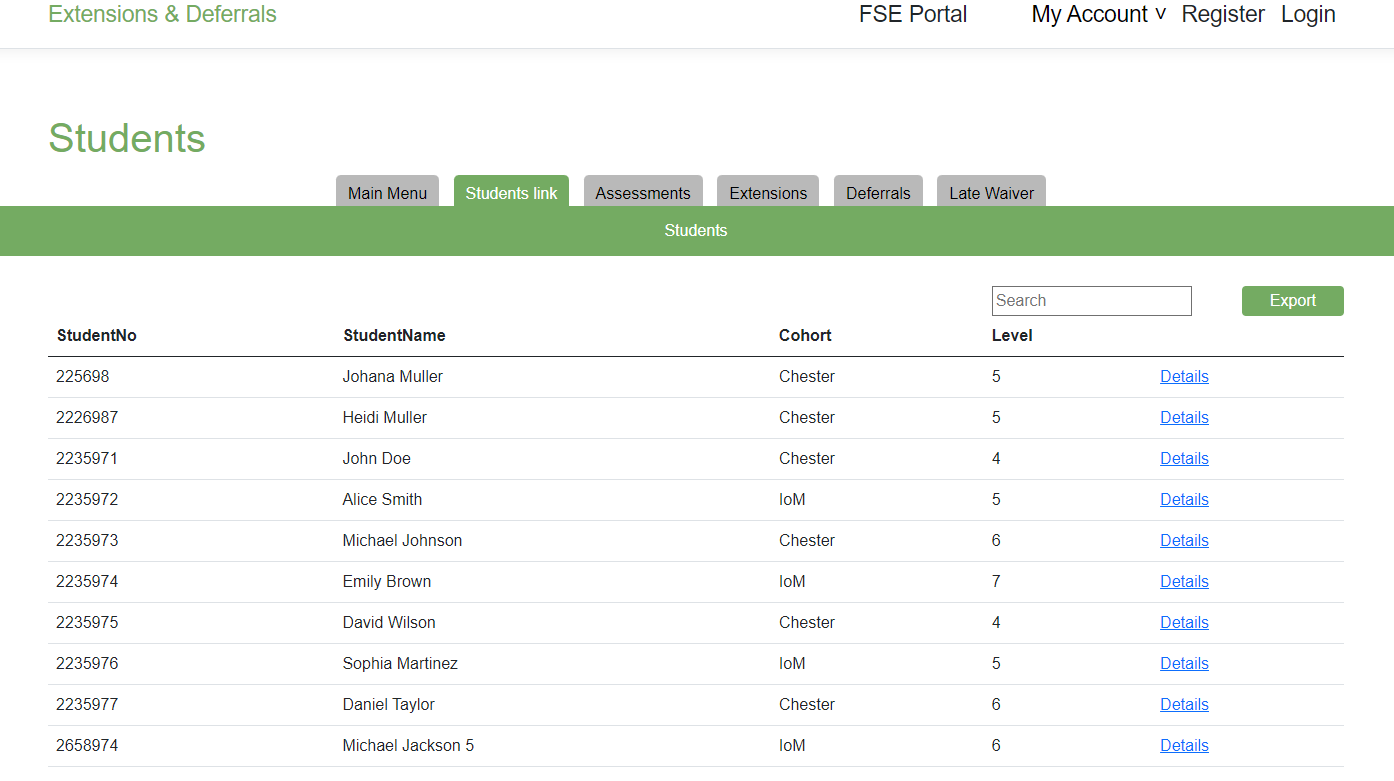 Extensions & Deferrals FSE Portal My Account v Register Login
Students
Main Menu Students link Assessments Extensions Deferrals Late Waiver
Students
Search Export
StudentNo StudentName Cohort Level
225698 Johana Muller Chester 5 Details
2226987 Heidi Muller Chester 5 Details
2235971 John Doe Chester 4 Details
2235972 Alice Smith IoM 5 Details
2235973 Michael Johnson Chester 6 Details
2235974 Emily Brown IoM 7 Details
2235975 David Wilson Chester 4 Details
2235976 Sophia Martinez IoM 5 Details
2235977 Daniel Taylor Chester 6 Details
2658974 Michael Jackson 5 IoM 6 Details